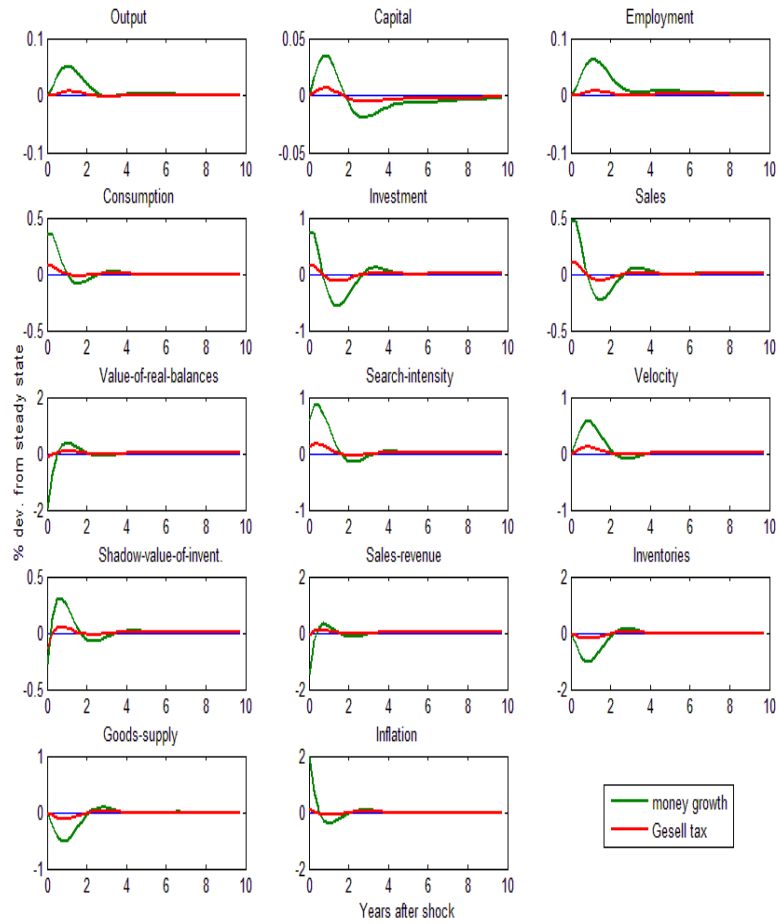 Output Capital Employment
0.1 0.05 0.1
0 0 0
-0.1 -0.05 -0.1
0 2 4 6 8 10 0 2 4 6 8 10 0 2 4 6 8 10
Consumption Investment Sales
0.5 1 0.5
0 0 0
-0.5 -1 -0.5
0 2 4 6 8 10 0 2 4 6 8 10 0 2 4 6 8 10
% dev. from steady state
Value-of-real-balances Search-intensity Velocity
2 1 1
0 0 0
-2 -1 -1
0 2 4 6 8 10 0 2 4 6 8 10 0 2 4 6 8 10
Shadow-value-of-invent. Sales-revenue Inventories
0.5 2 2
0 0 0
-0.5 -2 -2
0 2 4 6 8 10 0 2 4 6 8 10 0 2 4 6 8 10
Goods-supply Inflation
1 2
0 0
-1 -2
0 2 4 6 8 10 0 2 4 6 8 10
Years after shock
money growth
Gesell tax